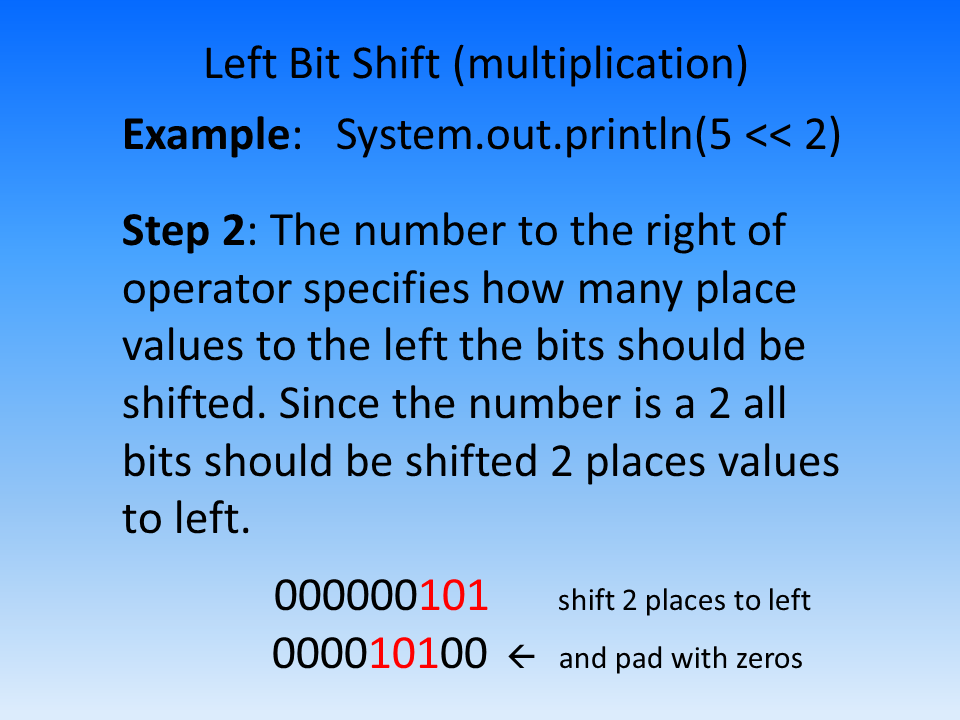 Left Bit Shift (multiplication)
Example: System.out.println(5 << 2)
Step 2: The number to the right of
operator specifies how many place
values to the left the bits should be
shifted. Since the number is a 2 all
bits should be shifted 2 places values
to left.
000000101 shift 2 places to left
000010100 ← and pad with zeros